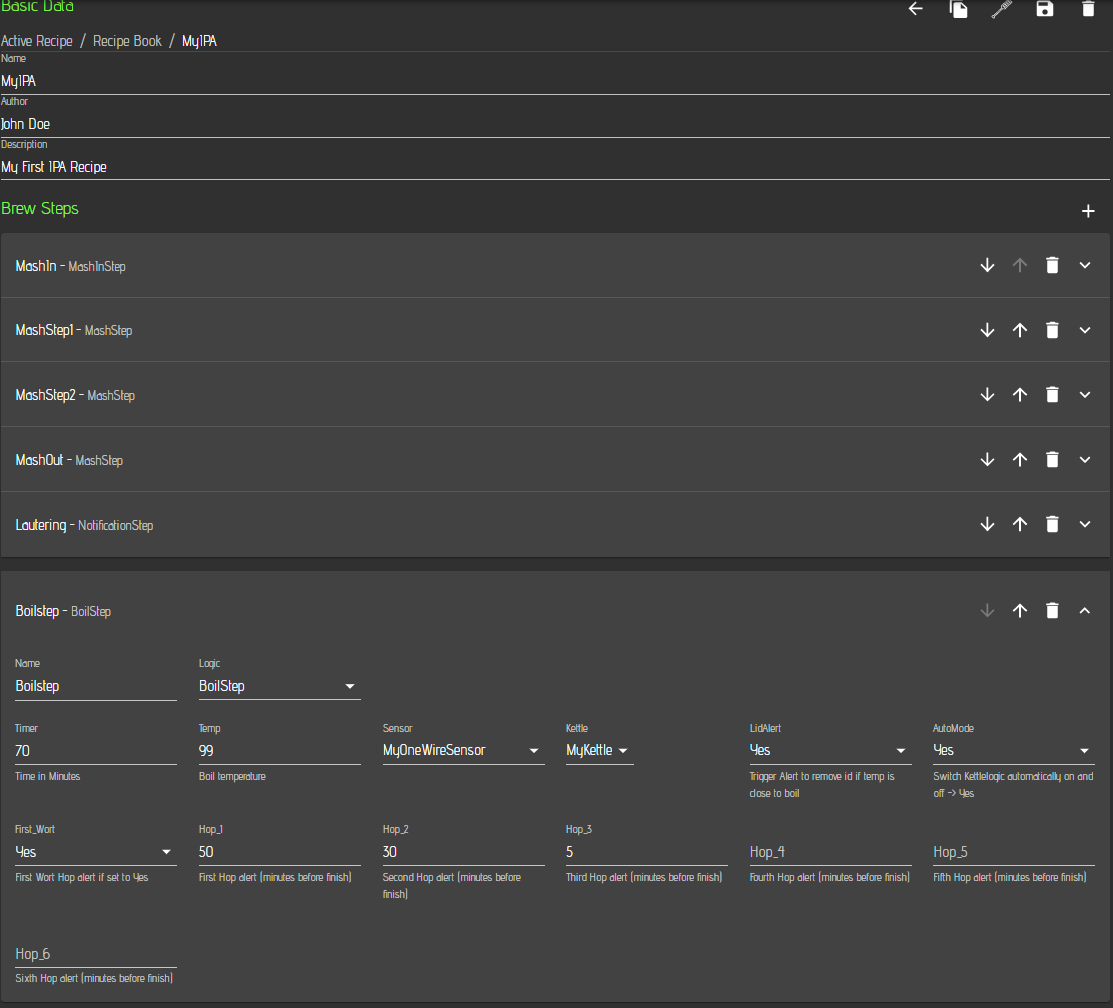 Basic Data
Active Recipe / Recipe Book / MyIPA
Name
MyIPA
Author
John Doe
Description
My First IPA Recipe
Brew Steps
MashIn - MashInStep
MashStep1 - MashStep
MashStep2 - MashStep
MashOut - MashStep
Lautering - NotificationStep
Boilstep - BoilStep
Name
Boilstep
Logic
BoilStep
Timer
70
Time in Minutes
Temp
99
Boil temperature
Sensor
MyOneWireSensor
Kettle
MyKettle
LidAlert
Yes
Trigger Alert to remove id if temp is
close to boil
AutoMode
Yes
Switch Kettlelogic automatically on and
off -> Yes
First_Wort
Yes
First Wort Hop alert if set to Yes
Hop_1
50
First Hop alert (minutes before finish)
Hop_2
30
Second Hop alert (minutes before
finish)
Hop_3
5
Third Hop alert (minutes before finish)
Hop_4
Fourth Hop alert (minutes before finish)
Hop_5
Fifth Hop alert (minutes before finish)
Hop_6
Sixth Hop alert (minutes before finish)